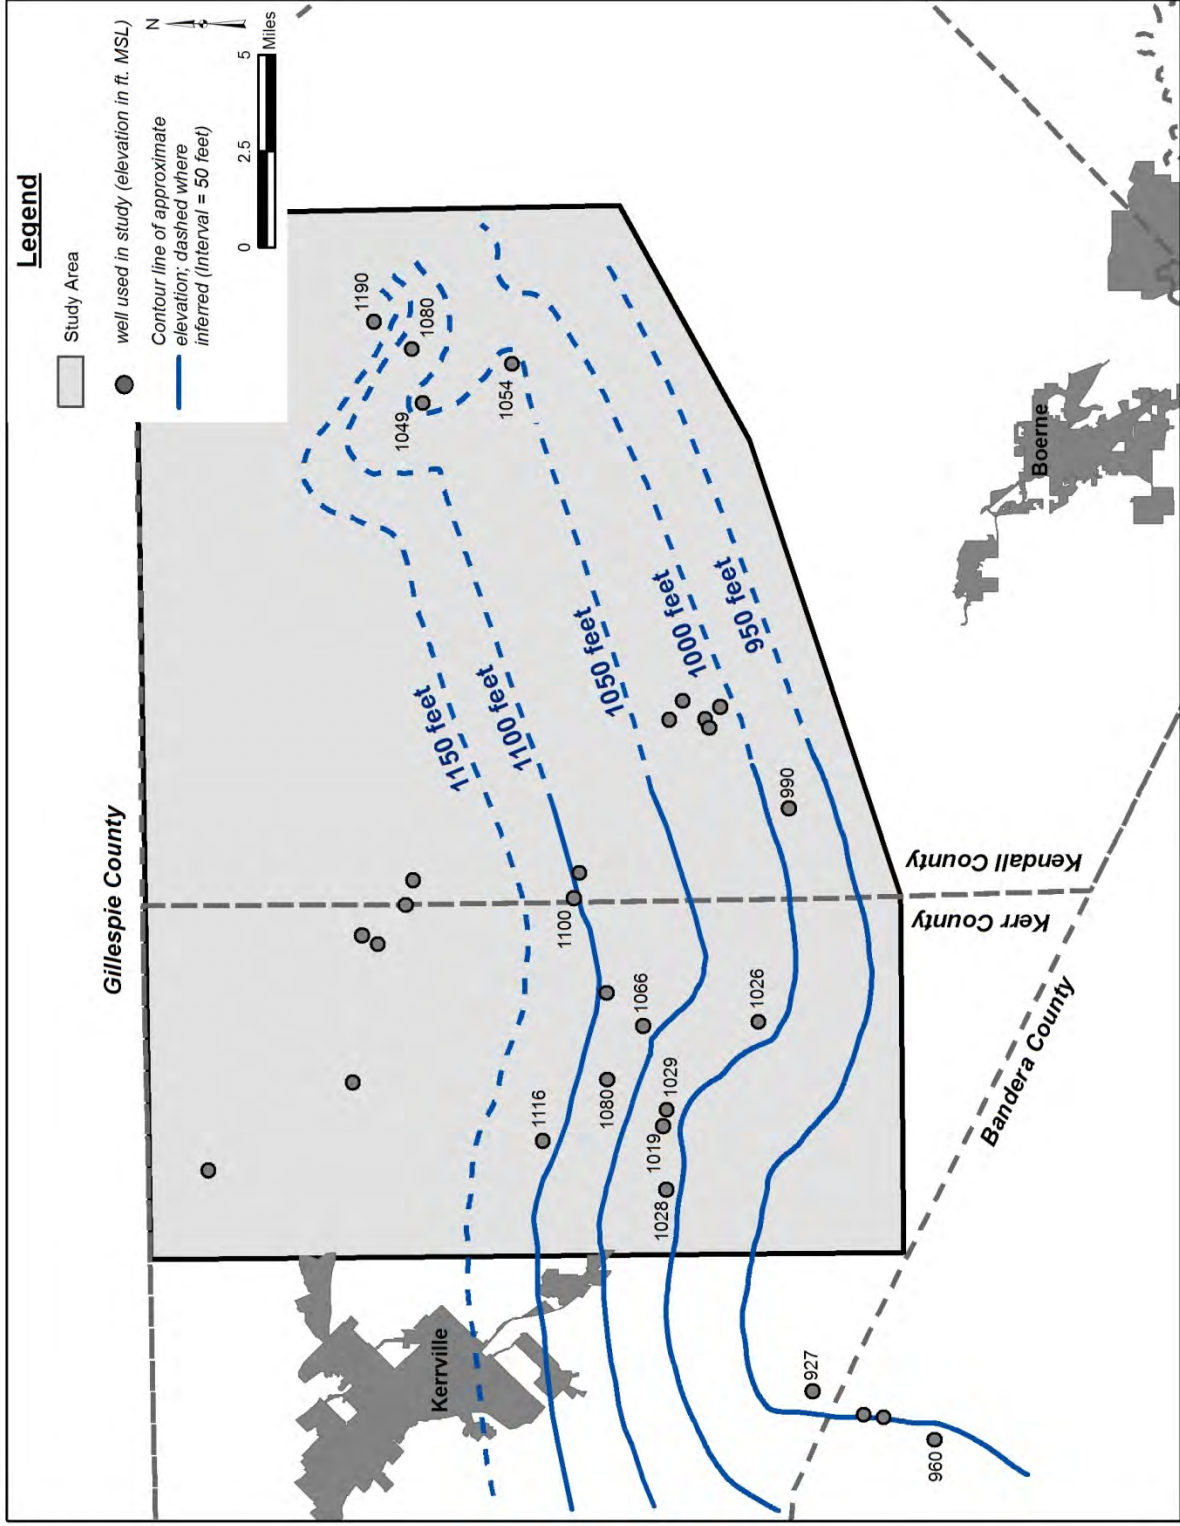 Legend
Study Area
well used in study (elevation in ft. MSL)
Contour line of approximate
elevation; dashed where
inferred (Interval = 50 feet)
N
0 2.5 5
Miles
Gillespie County
Kerrville
1150 feet
1100 feet
1050 feet
1000 feet
950 feet
1190
1080
1049
1054
1116
1100
1080
1066
1028
1019
1029
1026
990
927
960
Kerr County
Kendall County
Bandera County
Boerne